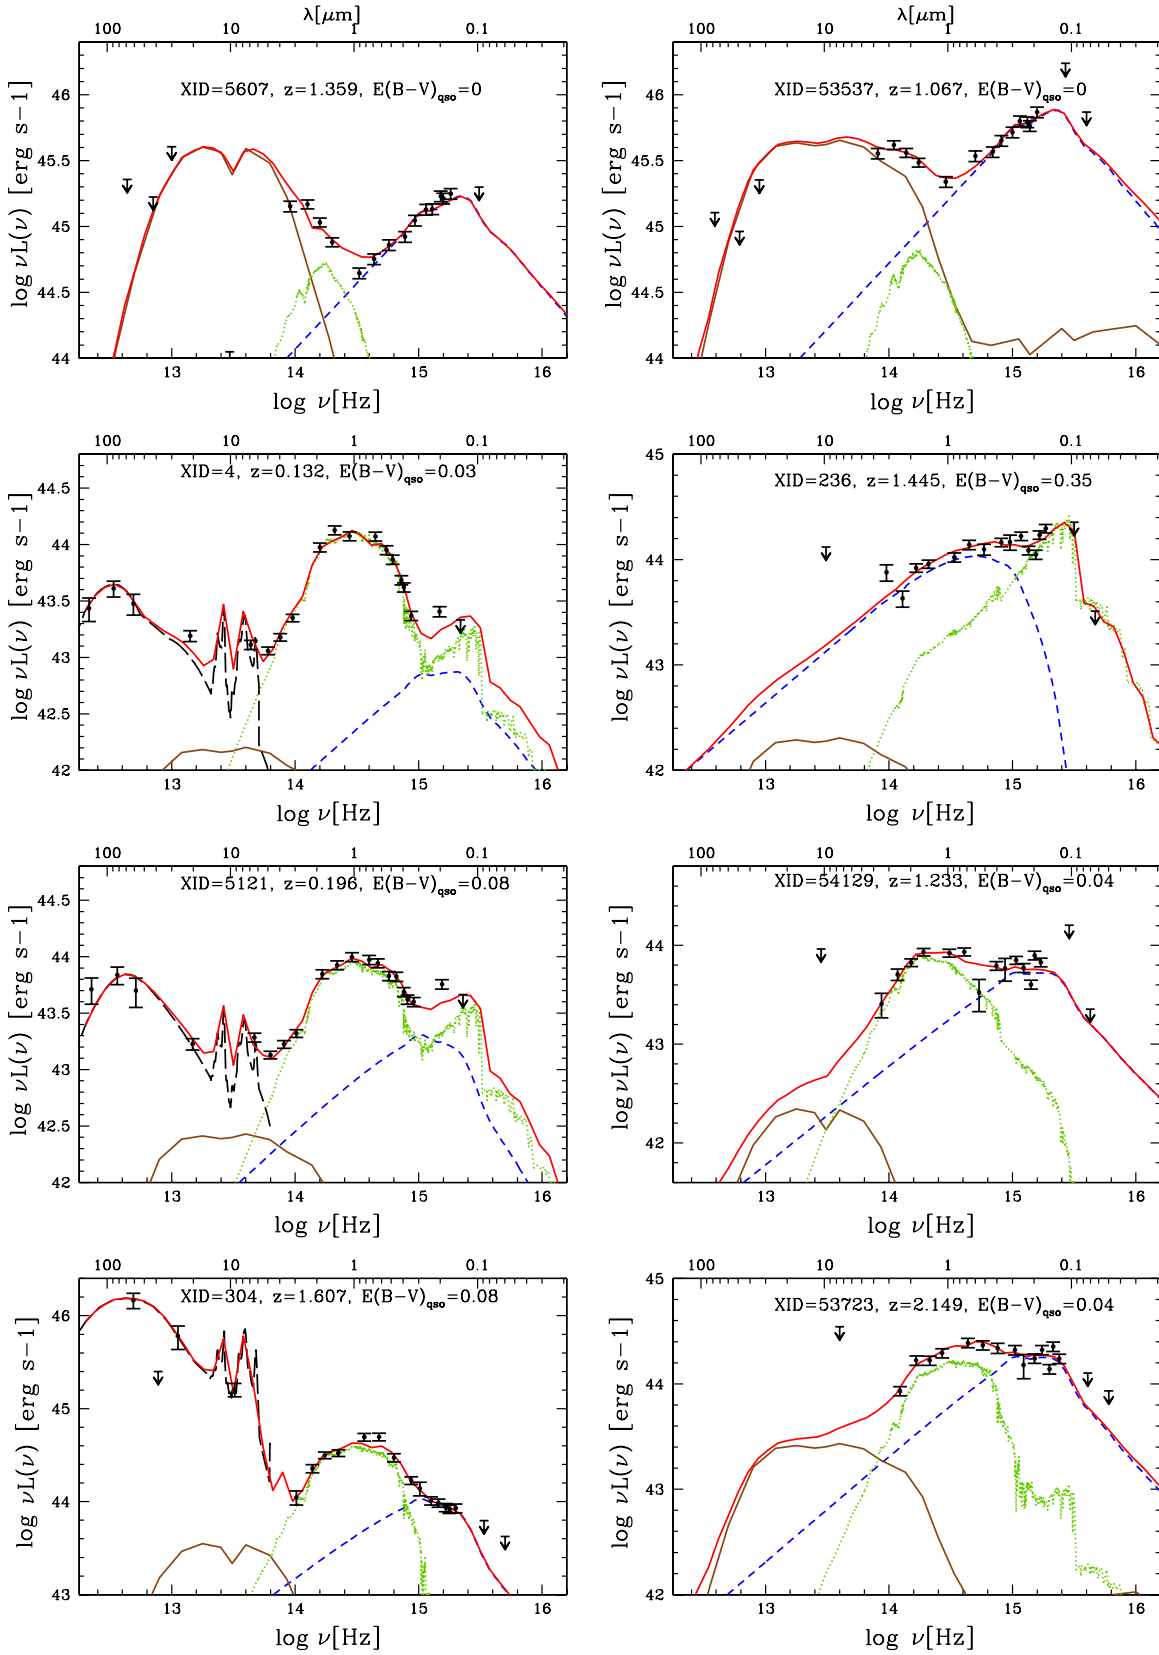 λ[μm]
100 10 1 0.1
XID=5607, z=1.359, E(B−V)qso=0
46
45.5
45
44.5
44
log νL(ν) [erg s−1]
13 14 15 16
log ν[Hz]
λ[μm]
100 10 1 0.1
XID=53537, z=1.067, E(B−V)qso=0
46
45.5
45
44.5
44
log νL(ν) [erg s−1]
13 14 15 16
log ν[Hz]
100 10 1 0.1
XID=4, z=0.132, E(B−V)qso=0.03
44.5
44
43.5
43
42.5
42
log νL(ν) [erg s−1]
13 14 15 16
log ν[Hz]
100 10 1 0.1
XID=236, z=1.445, E(B−V)qso=0.35
45
44
43
42
log νL(ν) [erg s−1]
13 14 15 16
log ν[Hz]
100 10 1 0.1
XID=5121, z=0.196, E(B−V)qso=0.08
44.5
44
43.5
43
42.5
42
log νL(ν) [erg s−1]
13 14 15 16
log ν[Hz]
100 10 1 0.1
XID=54129, z=1.233, E(B−V)qso=0.04
44
43
42
log νL(ν) [erg s−1]
13 14 15 16
log ν[Hz]
100 10 1 0.1
XID=304, z=1.607, E(B−V)qso=0.08
46
45
44
43
log νL(ν) [erg s−1]
13 14 15 16
log ν[Hz]
100 10 1 0.1
XID=53723, z=2.149, E(B−V)qso=0.04
45
44
43
42
log νL(ν) [erg s−1]
13 14 15 16
log ν[Hz]